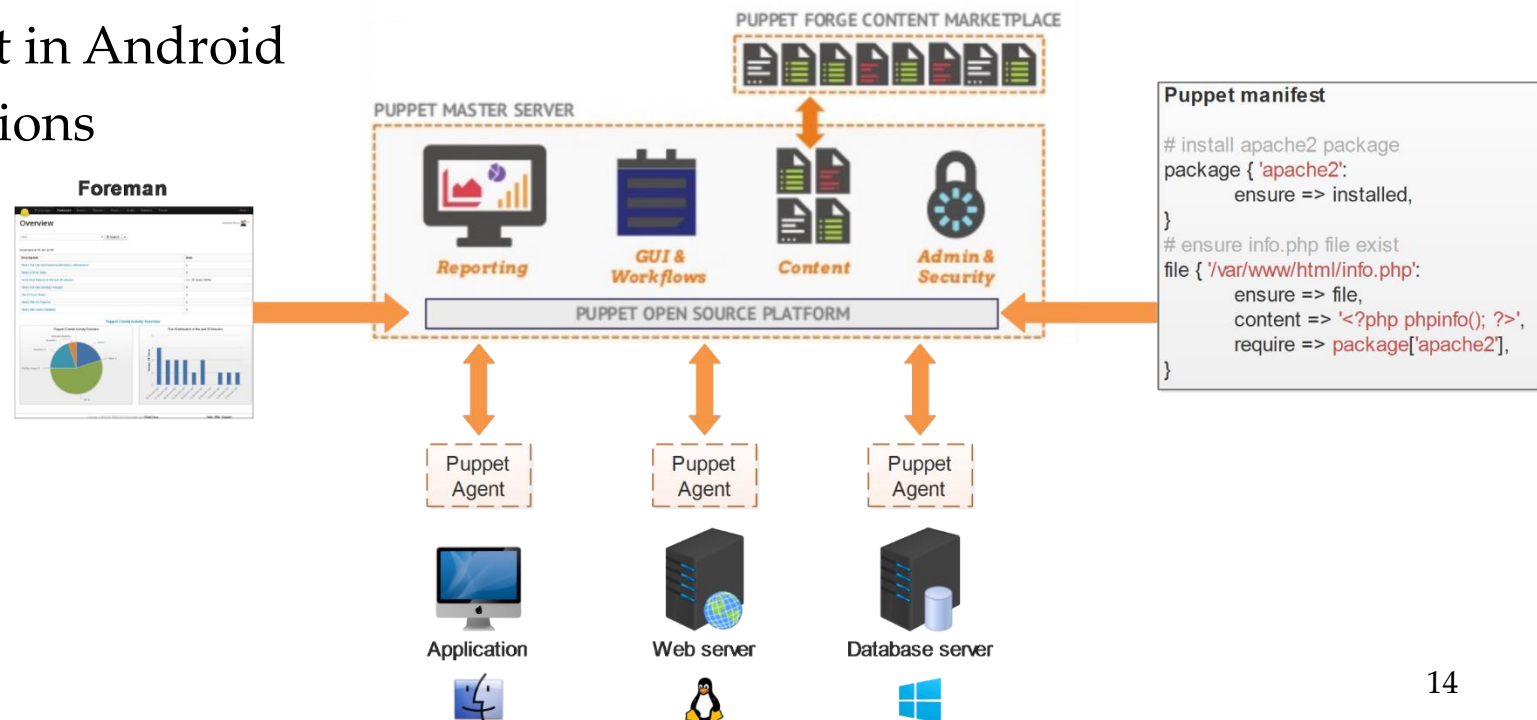 t in Android
ions
PUPPET FORGE CONTENT MARKETPLACE
PUPPET MASTER SERVER
Reporting
GUI &
Workflows
Content
Admin &
Security
PUPPET OPEN SOURCE PLATFORM
Foreman
Overview
Puppet manifest
# install apache2 package
package { 'apache2':
ensure => installed,
}
# ensure info.php file exist
file { '/var/www/html/info.php':
ensure => file,
content => '<?php phpinfo(); ?>',
require => package['apache2'],
}
Puppet
Agent
Puppet
Agent
Puppet
Agent
Application
Web server
Database server
14